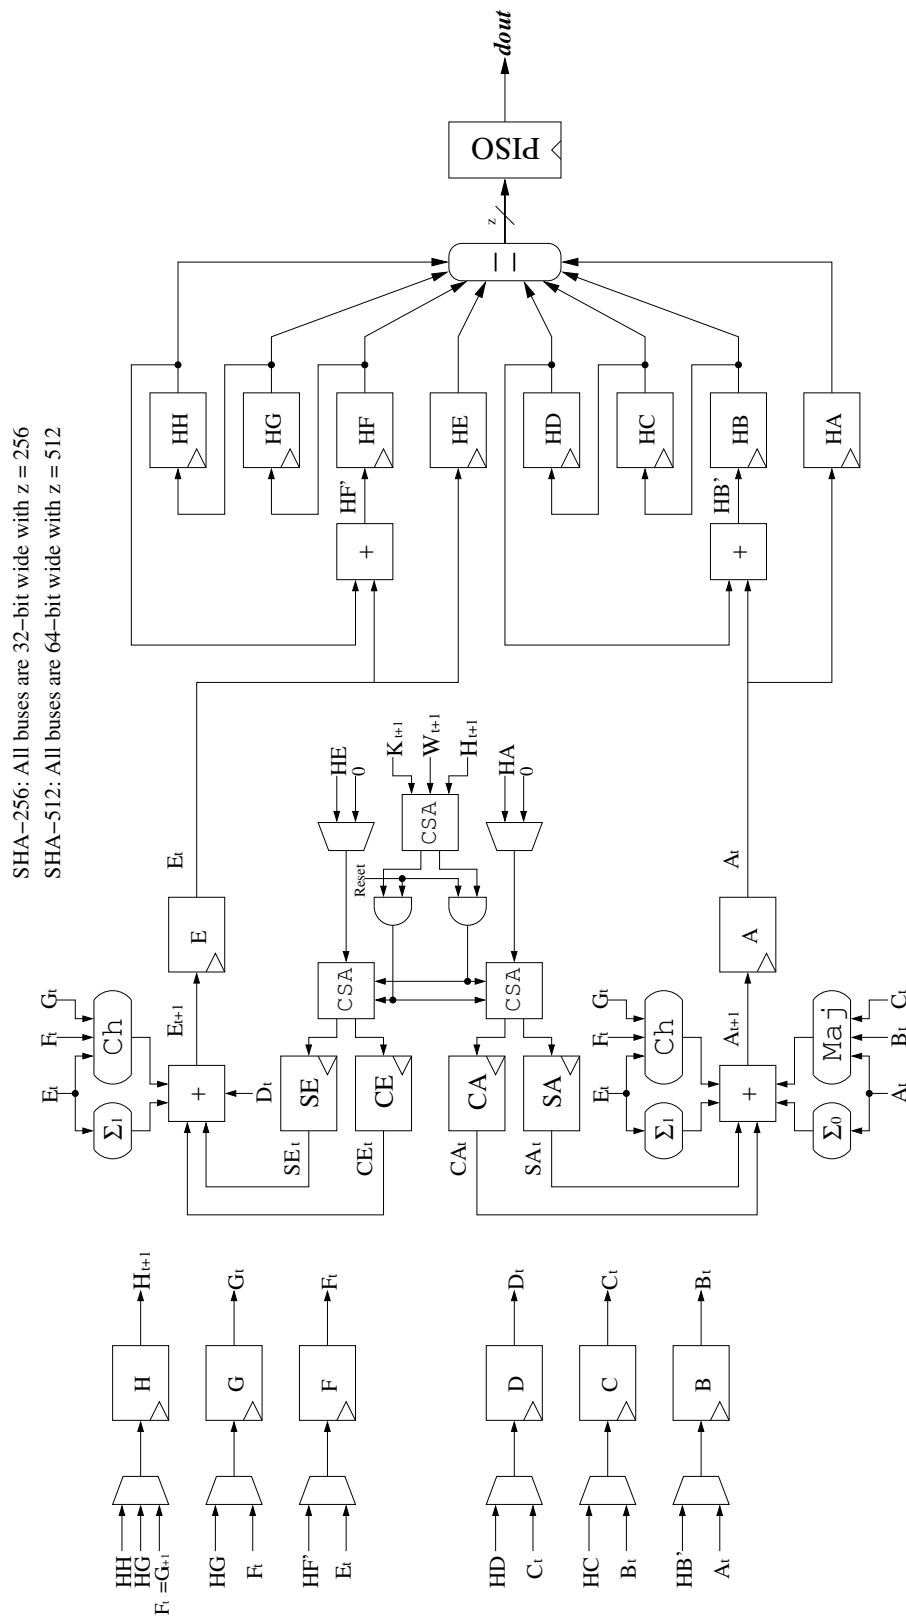 SHA-256: All buses are 32-bit wide with z = 256
SHA-512: All buses are 64-bit wide with z = 512
HH
HG
Ft =Gt+1
H
Ht+1
HG
Ft
G
Gt
HF'
Et
F
Ft
HD
Ct
D
Dt
HC
Bt
C
Ct
HB'
At
B
Bt
Et
Ft
Gt
Σ1
Ch
+
Et+1
E
Et
Dt
SEt
SE
CEt
CE
CSA
HE
0
Reset
CSA
Kt+1
Wt+1
Ht+1
CAt
CA
SAt
SA
CSA
HA
0
Et
Ft
Gt
Σ1
Ch
+
At+1
A
At
Σ0
Maj
At
Bt
Ct
+
HF'
HH
HG
HF
HE
+
HB'
HD
HC
HB
HA
||
z
PISO
dout